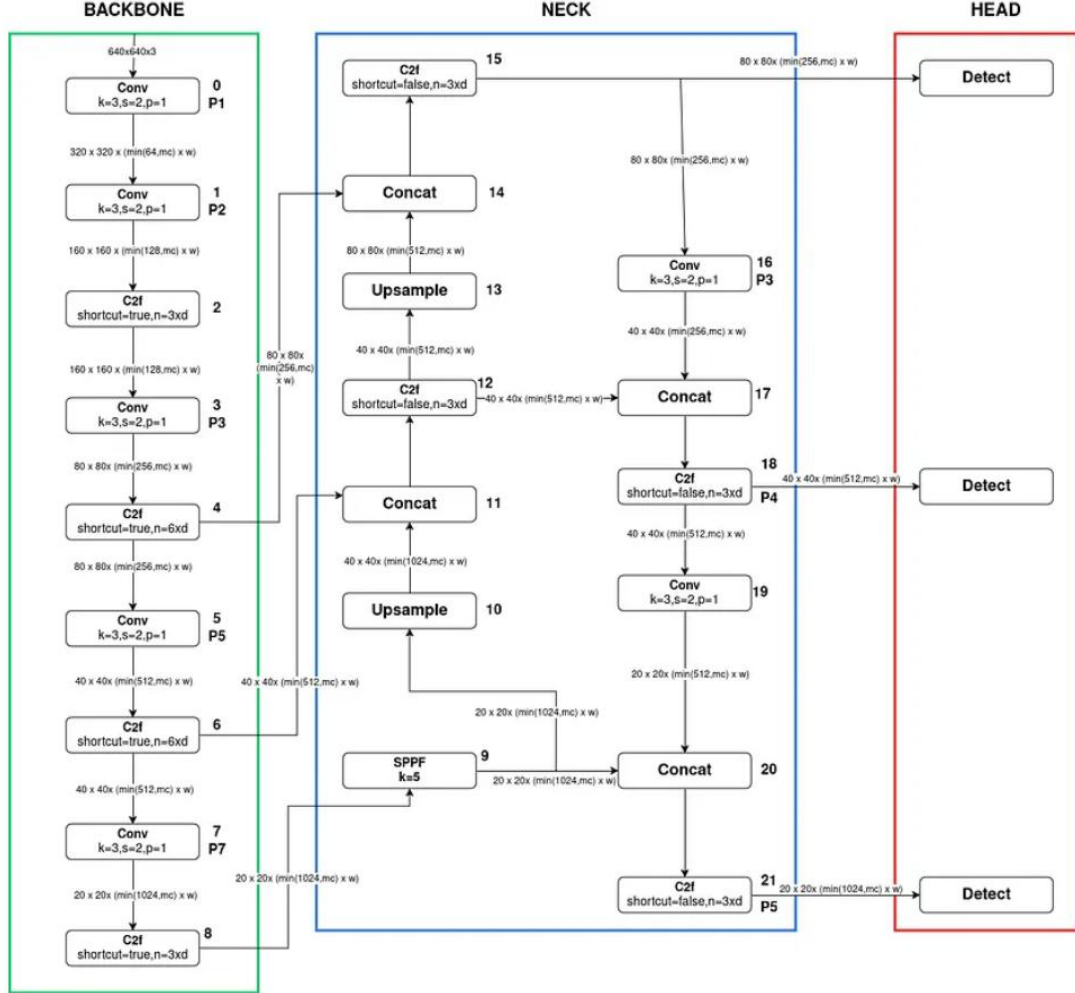 BACKBONE
640x640x3
Conv
k=3,s=2,p=1
0
P1
320 x 320 x (min(64,mc) x w)
Conv
k=3,s=2,p=1
1
P2
160 x 160 x (min(128,mc) x w)
C2f
shortcut=true,n=3xd
2
160 x 160 x (min(128,mc) x w)
Conv
k=3,s=2,p=1
3
P3
80 x 80x (min(256,mc) x w)
C2f
shortcut=true,n=6xd
4
80 x 80x (min(256,mc) x w)
Conv
k=3,s=2,p=1
5
P5
40 x 40x (min(512,mc) x w)
C2f
shortcut=true,n=6xd
6
40 x 40x (min(512,mc) x w)
Conv
k=3,s=2,p=1
7
P7
20 x 20x (min(1024,mc) x w)
C2f
shortcut=true,n=3xd
8
80 x 80x
(min(256,mc)
x w)
40 x 40x (min(512,mc) x w)
20 x 20x (min(1024,mc) x w)
NECK
C2f
shortcut=false,n=3xd
15
Concat
14
80 x 80x (min(512,mc) x w)
Upsample
13
40 x 40x (min(512,mc) x w)
C2f
shortcut=false,n=3xd
12
40 x 40x (min(512,mc) x w)
Concat
11
40 x 40x (min(1024,mc) x w)
Upsample
10
20 x 20x (min(1024,mc) x w)
SPPF
k=5
9
20 x 20x (min(1024,mc) x w)
80 x 80x (min(256,mc) x w)
80 x 80x (min(256,mc) x w)
Conv
k=3,s=2,p=1
16
P3
40 x 40x (min(256,mc) x w)
Concat
17
C2f
shortcut=false,n=3xd
18
P4
40 x 40x (min(512,mc) x w)
40 x 40x (min(512,mc) x w)
Conv
k=3,s=2,p=1
19
20 x 20x (min(512,mc) x w)
Concat
20
C2f
shortcut=false,n=3xd
21
P5
20 x 20x (min(1024,mc) x w)
HEAD
Detect
Detect
Detect